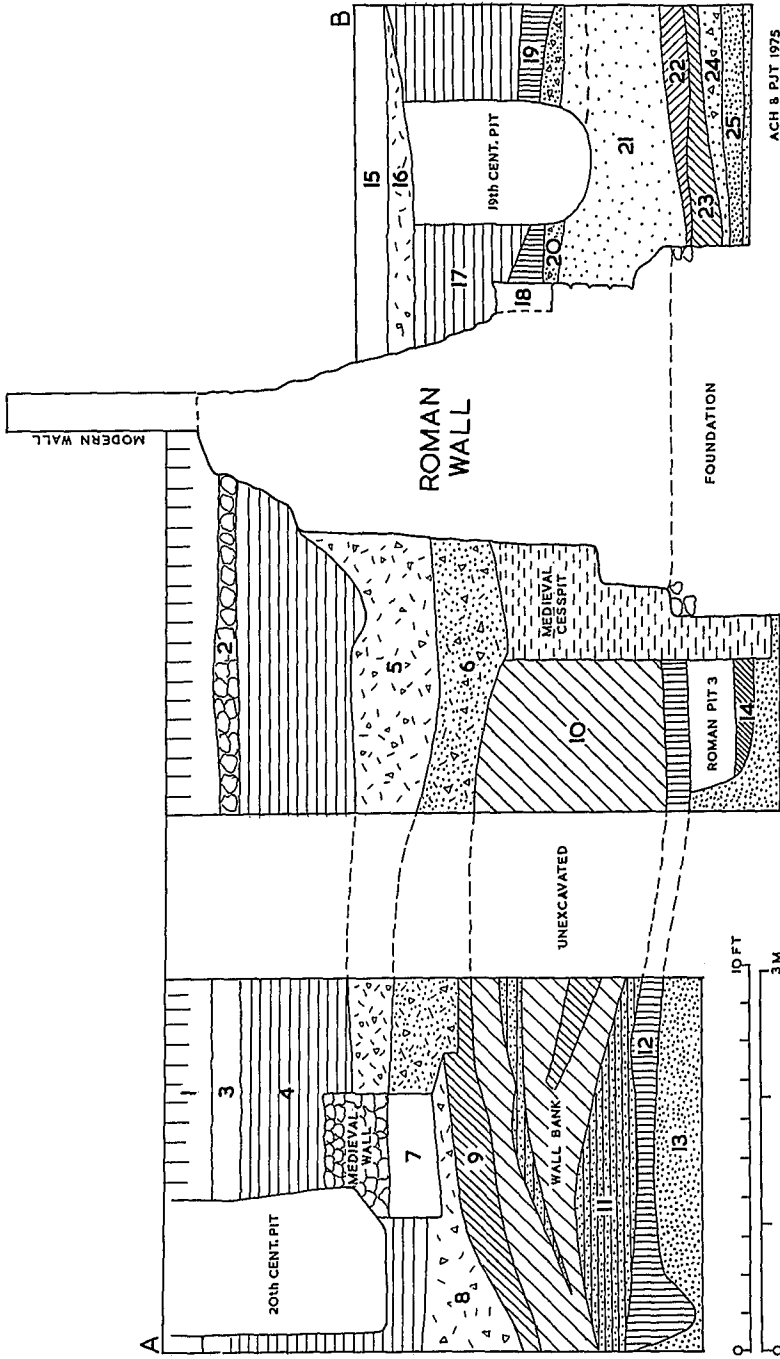 A
B
20th CENT. PIT
1
3
4
MEDIEVAL
WALL
7
8
9
WALL BANK
11
12
13
UNEXCAVATED
2
5
6
10
MEDIEVAL
CESSPIT
ROMAN PIT 3
14
MODERN WALL
ROMAN
WALL
FOUNDATION
15
16
17
18
19th CENT. PIT
19
20
21
22
23
24
25
0
10 FT
0
3 M
ACH & PJT 1975